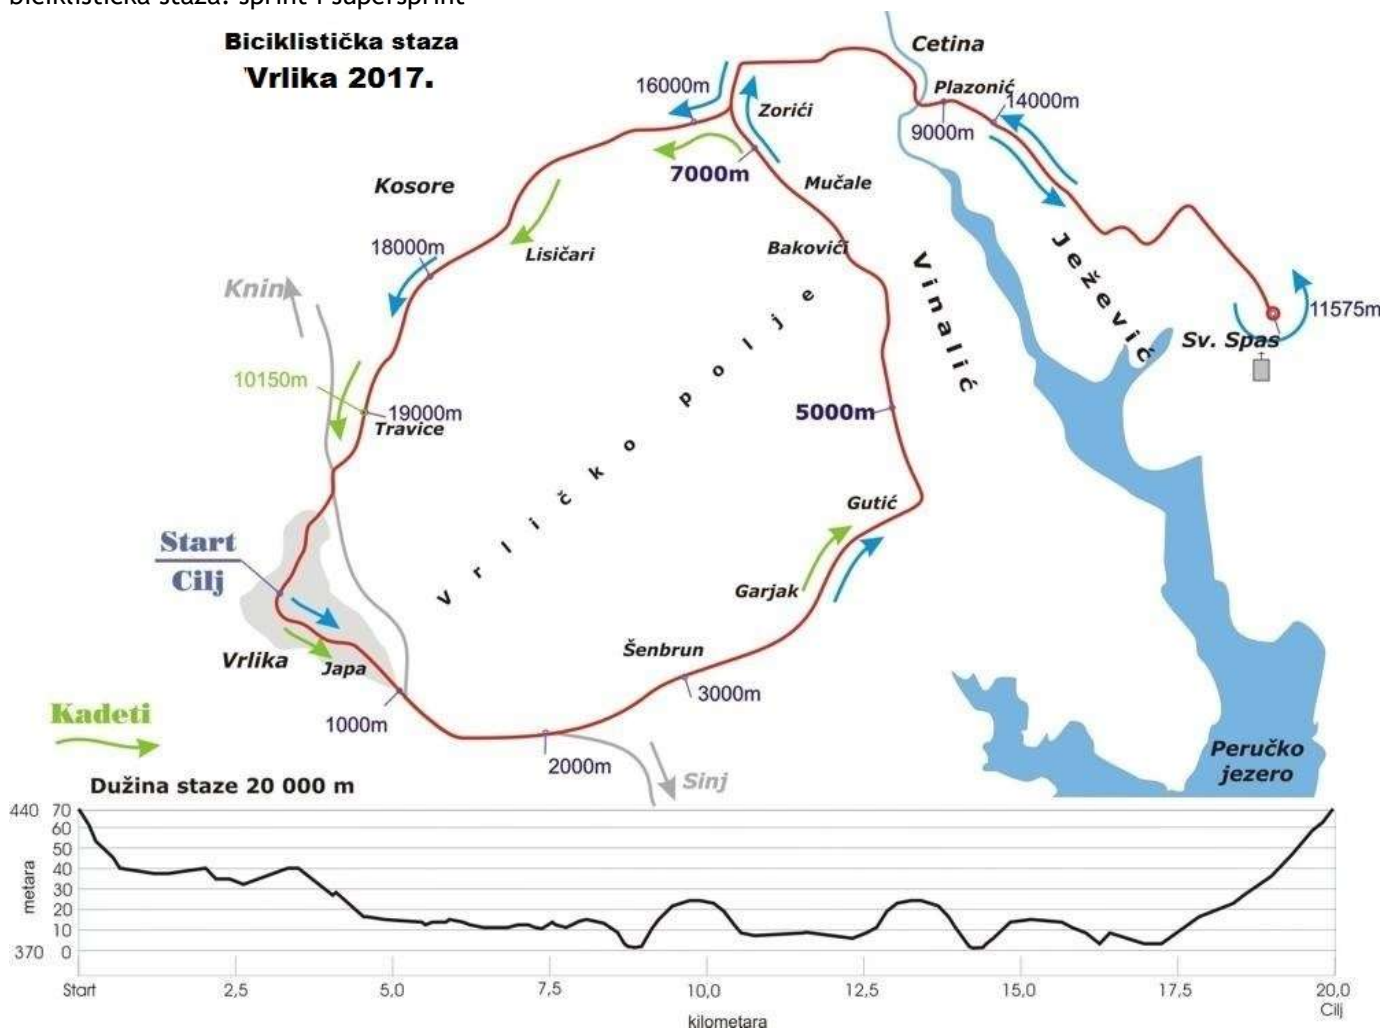 biciklistička staza: sprint i supersprint
Biciklistička staza
Vrlika 2017.
Cetina
16000m
Zorići
Plazonić
14000m
9000m
7000m
Mučale
Kosore
Lisičari
Bakovići
18000m
Knin
Vinalić
Ježević
11575m
Sv. Spas
10150m
19000m
Travice
5000m
Vrličko polje
Gutić
Start
Cilj
Garjak
Šenbrun
Vrlika
Japa
3000m
1000m
Kadeti
2000m
Sinj
Peručko
jezero
Dužina staze 20 000 m
440 70
60
50
40
30
20
10
370 0
metara
Start 2,5 5,0 7,5 10,0 12,5 15,0 17,5 20,0
Cilj
kilometara